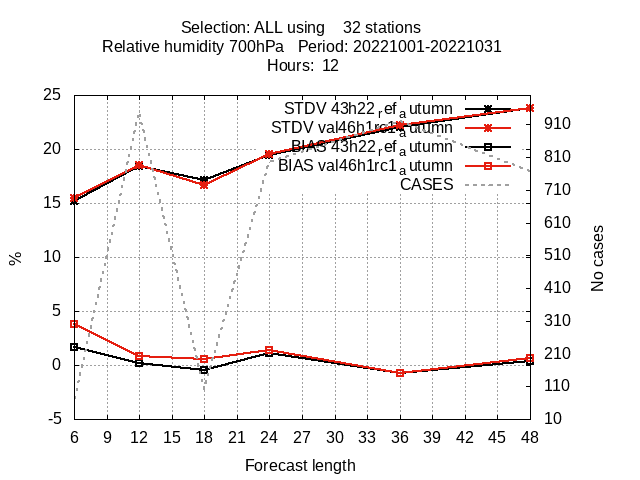 Selection: ALL using    32 stations
Relative humidity 700hPa   Period: 20221001-20221031
Hours:  12
STDV 43h22_ref_autumn
STDV val46h1rc1_autumn
BIAS 43h22_ref_autumn
BIAS val46h1rc1_autumn
CASES
25
20
15
10
5
0
-5
%
910
810
710
610
510
410
310
210
110
10
No cases
6 9 12 15 18 21 24 27 30 33 36 39 42 45 48
Forecast length